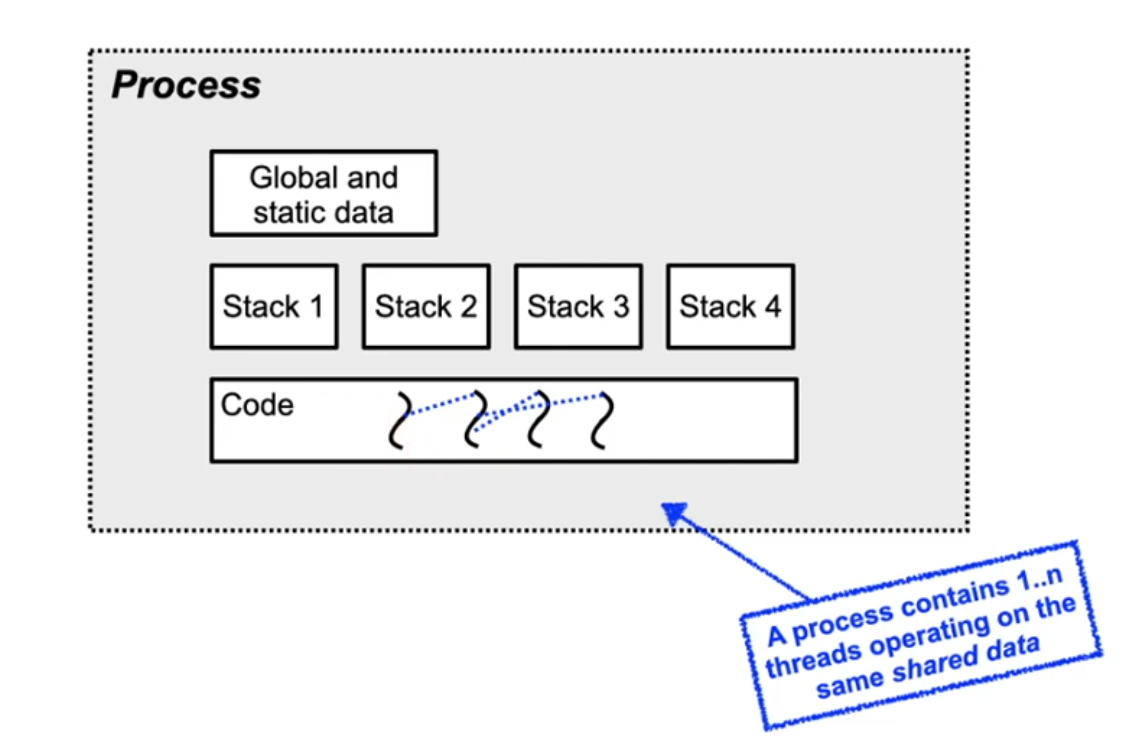 Process
Global and
static data
Stack 1
Stack 2
Stack 3
Stack 4
Code
A process contains 1..n
threads operating on the
same shared data